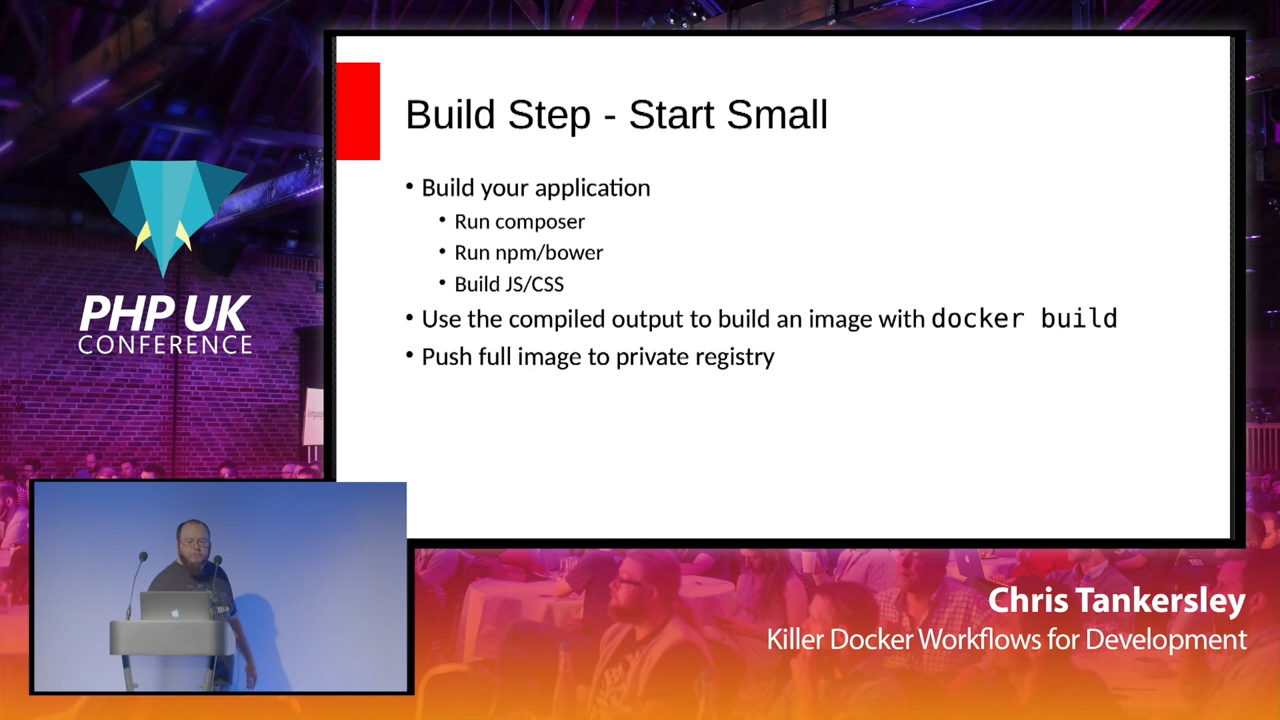 Build Step - Start Small
• Build your application
• Run composer
• Run npm/bower
• Build JS/CSS
• Use the compiled output to build an image with docker build
• Push full image to private registry
PHP UK
CONFERENCE
Chris Tankersley
Killer Docker Workflows for Development